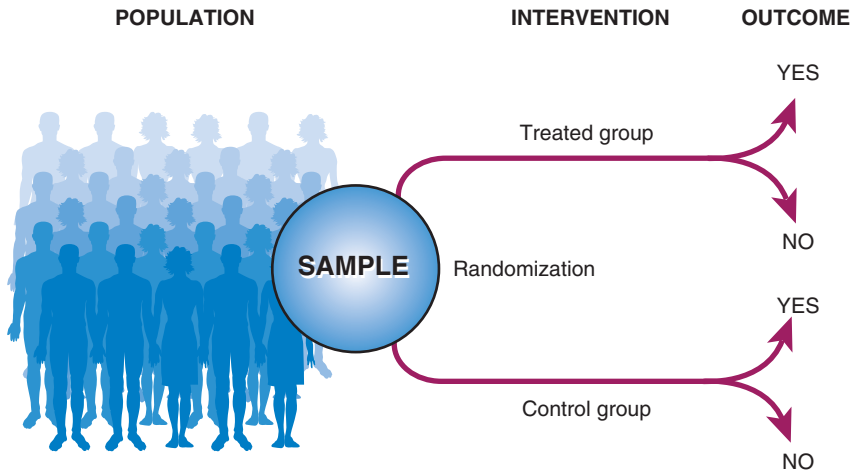 POPULATION
INTERVENTION
OUTCOME
YES
Treated group
NO
SAMPLE
Randomization
YES
Control group
NO